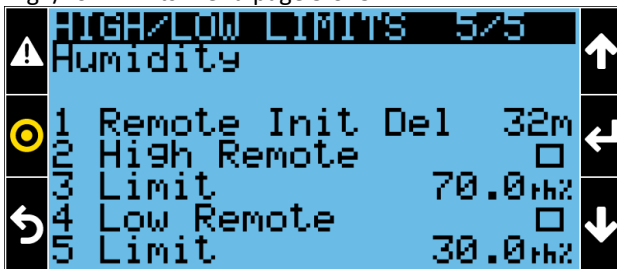 HIGH/LOW LIMITS 5/5
Humidity
1 Remote Init Del 32m
2 High Remote □
3 Limit 70.0rh%
4 Low Remote □
5 Limit 30.0rh%